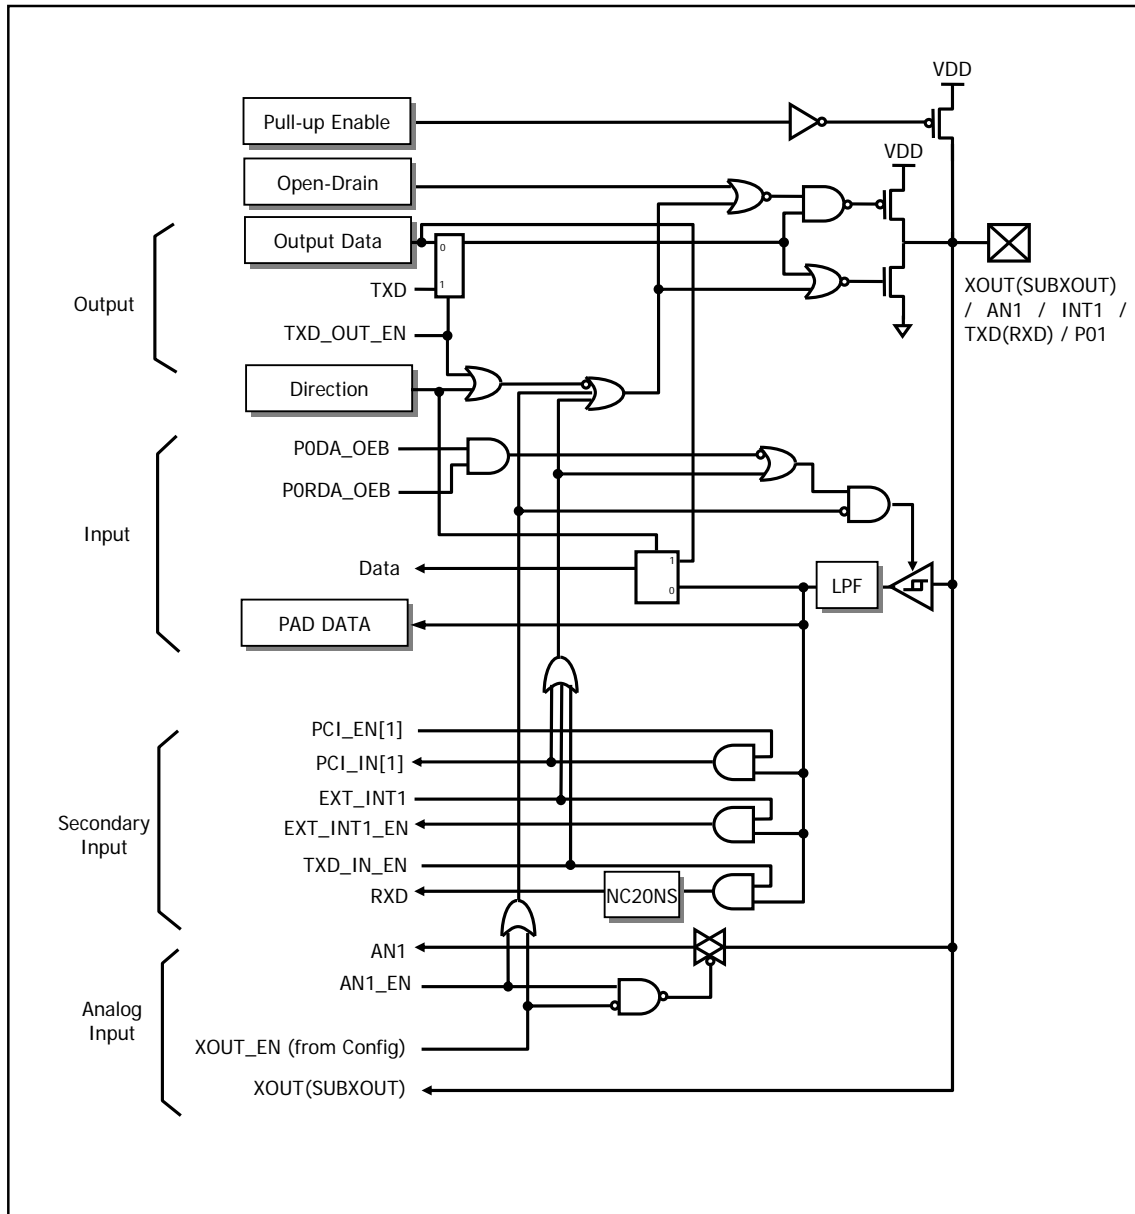 VDD
Pull-up Enable
VDD
Open-Drain
Output Data
0
1
TXD
Output
TXD_OUT_EN
XOUT(SUBXOUT)
/ AN1 / INT1 /
TXD(RXD) / P01
Direction
P0DA_OEB
P0RDA_OEB
Input
Data
1
0
LPF
PAD DATA
PCI_EN[1]
PCI_IN[1]
EXT_INT1
Secondary
Input
EXT_INT1_EN
TXD_IN_EN
RXD
NC20NS
AN1
AN1_EN
Analog
Input
XOUT_EN (from Config)
XOUT(SUBXOUT)